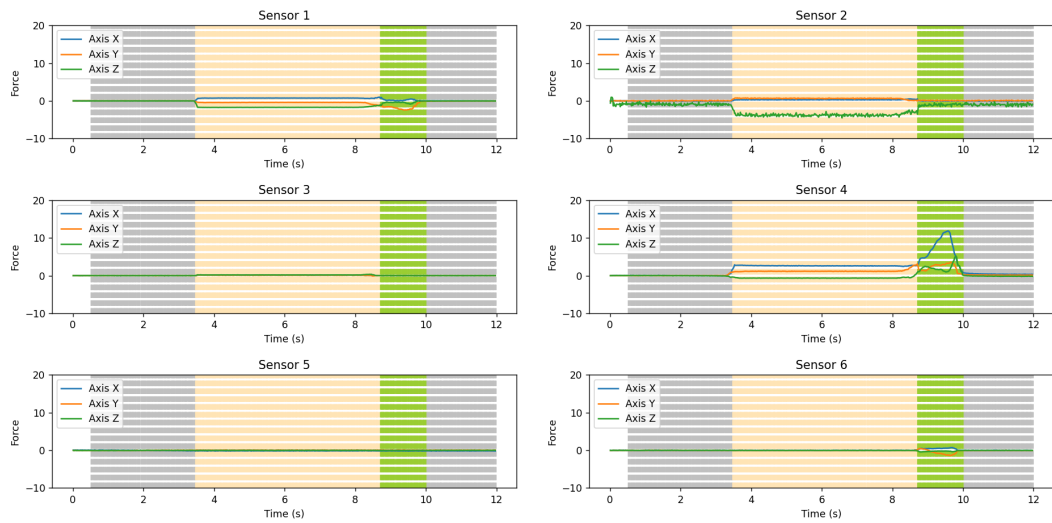 Sensor 1
Force
20
10
0
−10
Axis X
Axis Y
Axis Z
0 2 4 6 8 10 12
Time (s)
Sensor 2
Force
20
10
0
−10
Axis X
Axis Y
Axis Z
0 2 4 6 8 10 12
Time (s)
Sensor 3
Force
20
10
0
−10
Axis X
Axis Y
Axis Z
0 2 4 6 8 10 12
Time (s)
Sensor 4
Force
20
10
0
−10
Axis X
Axis Y
Axis Z
0 2 4 6 8 10 12
Time (s)
Sensor 5
Force
20
10
0
−10
Axis X
Axis Y
Axis Z
0 2 4 6 8 10 12
Time (s)
Sensor 6
Force
20
10
0
−10
Axis X
Axis Y
Axis Z
0 2 4 6 8 10 12
Time (s)